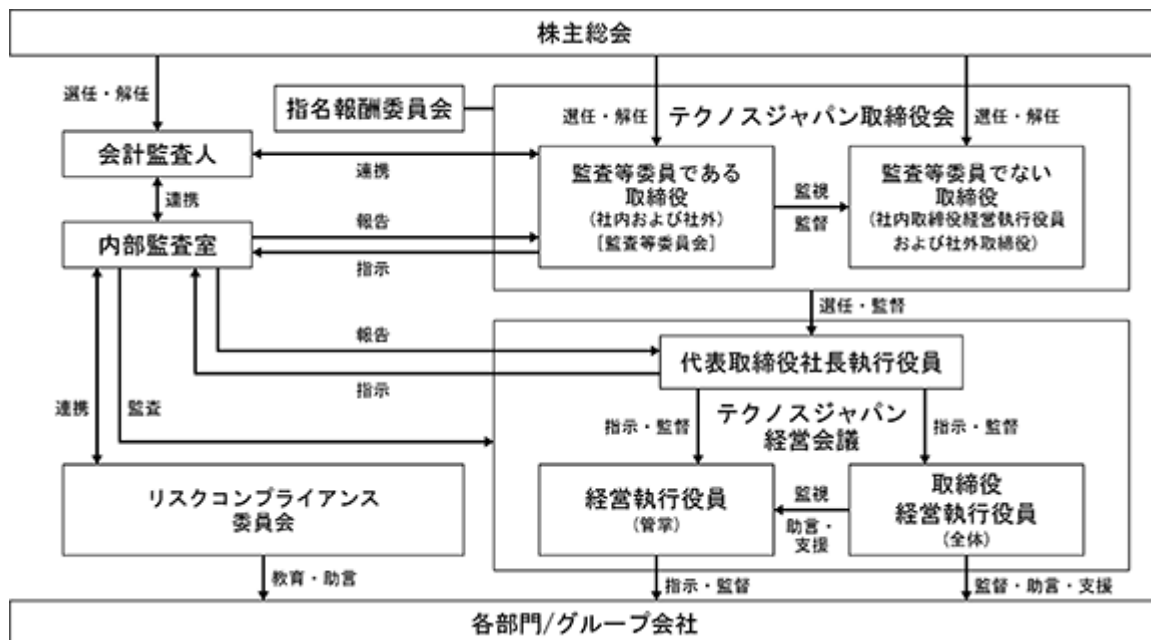 株主総会
選任・解任
指名報酬委員会
選任・解任
テクノスジャパン取締役会
選任・解任
会計監査人
連携
監査等委員である
取締役
(社内および社外)
[監査等委員会]
監視
監督
監査等委員でない
取締役
(社内取締役経営執行役員
および社外取締役)
連携
内部監査室
報告
指示
選任・監督
報告
指示
代表取締役社長執行役員
連携
監査
指示・監督
テクノスジャパン
経営会議
指示・監督
リスクコンプライアンス
委員会
経営執行役員
(管掌)
監視
助言・
支援
取締役
経営執行役員
(全体)
教育・助言
指示・監督
監督・助言・支援
各部門/グループ会社